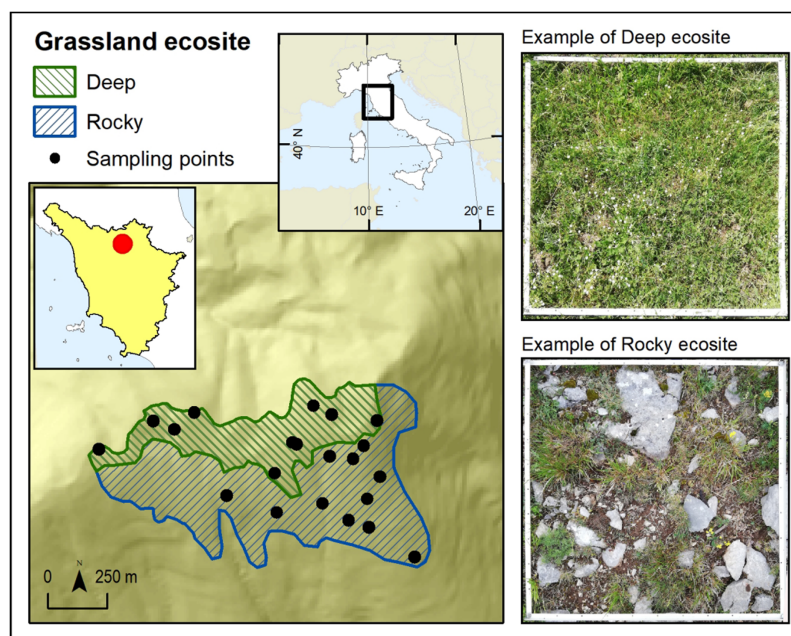 Grassland ecosite
Deep
Rocky
Sampling points
40° N
10° E
20° E
N
0 250 m
Example of Deep ecosite
Example of Rocky ecosite